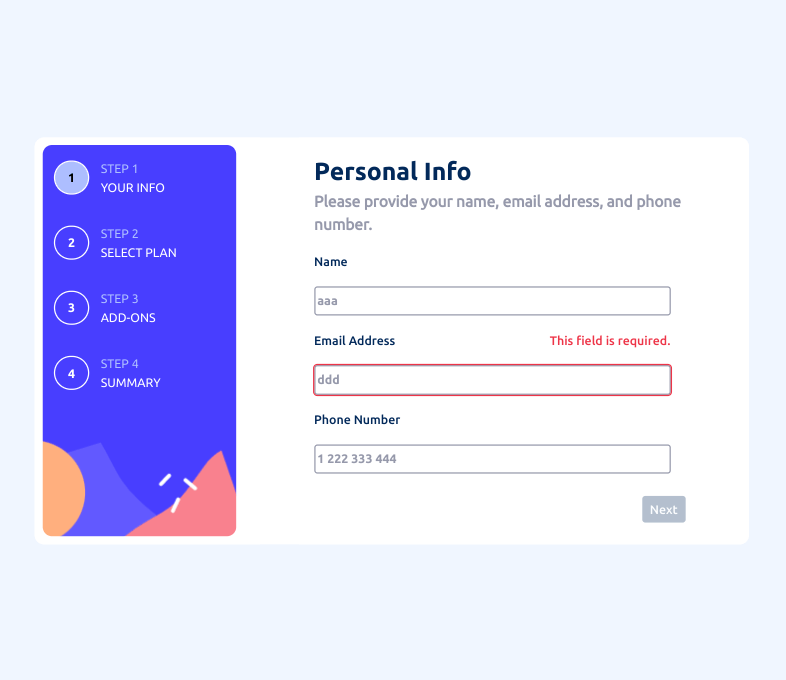 1
STEP 1
YOUR INFO
2
STEP 2
SELECT PLAN
3
STEP 3
ADD-ONS
4
STEP 4
SUMMARY
Personal Info
Please provide your name, email address, and phone
number.
Name
aaa
Email Address
This field is required.
ddd
Phone Number
1 222 333 444
Next